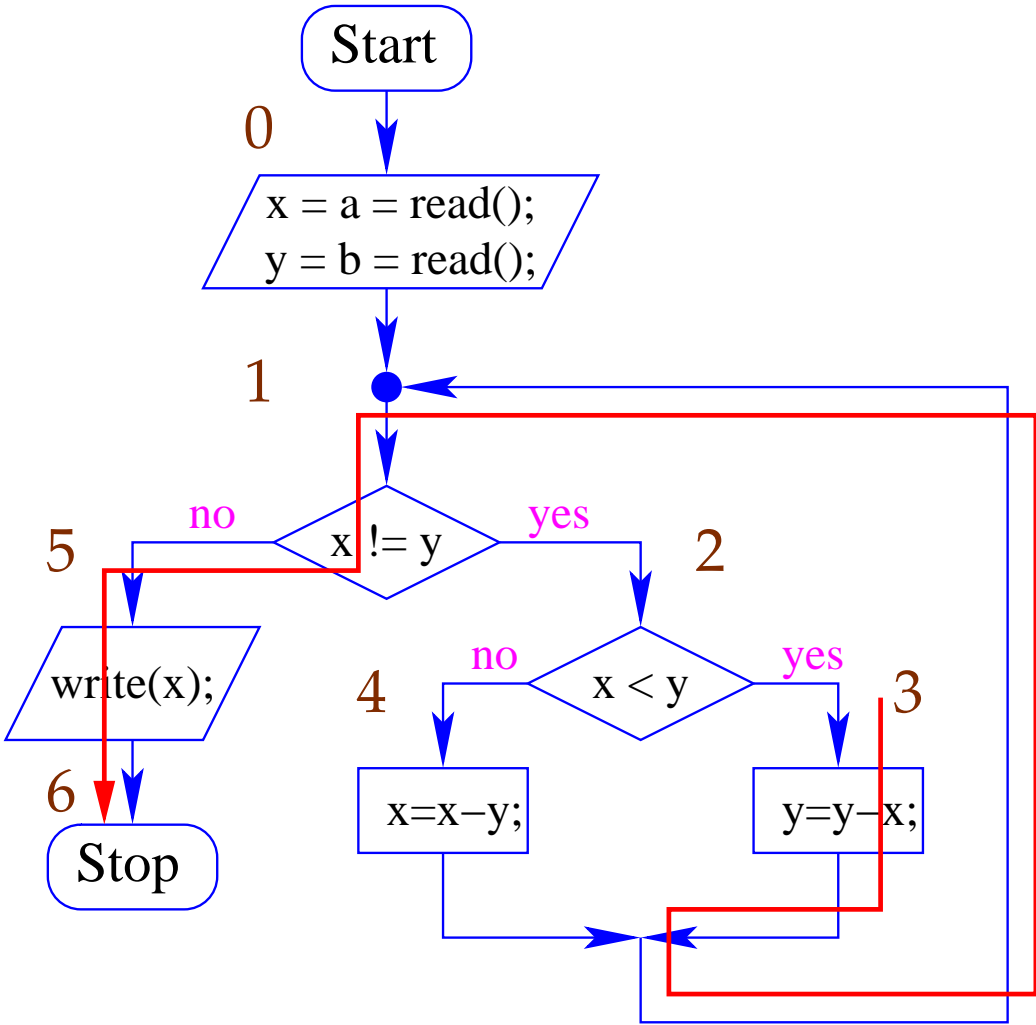 Start
0
x = a = read();
y = b = read();
1
no
x != y
yes
5
2
write(x);
no
x < y
yes
4
3
6
x=x−y;
y=y−x;
Stop